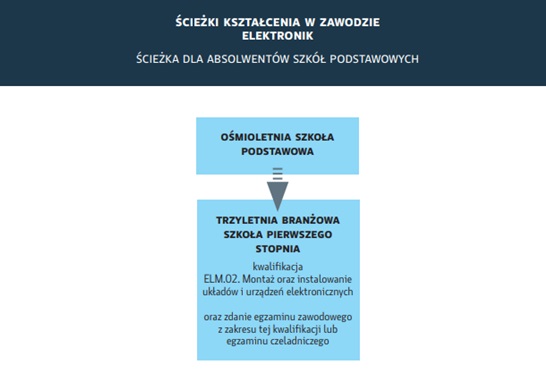 ŚCIEŻKI KSZTAŁCENIA W ZAWODZIE
ELEKTRONIK
ŚCIEŻKA DLA ABSOLWENTÓW SZKÓŁ PODSTAWOWYCH
OŚMIOLETNIA SZKOŁA
PODSTAWOWA
TRZYLETNIA BRANŻOWA
SZKOŁA PIERWSZEGO
STOPNIA
kwalifikacja
ELM.02. Montaż oraz instalowanie
układów i urządzeń elektronicznych
oraz zdanie egzaminu zawodowego
z zakresu tej kwalifikacji lub
egzaminu czeladniczego